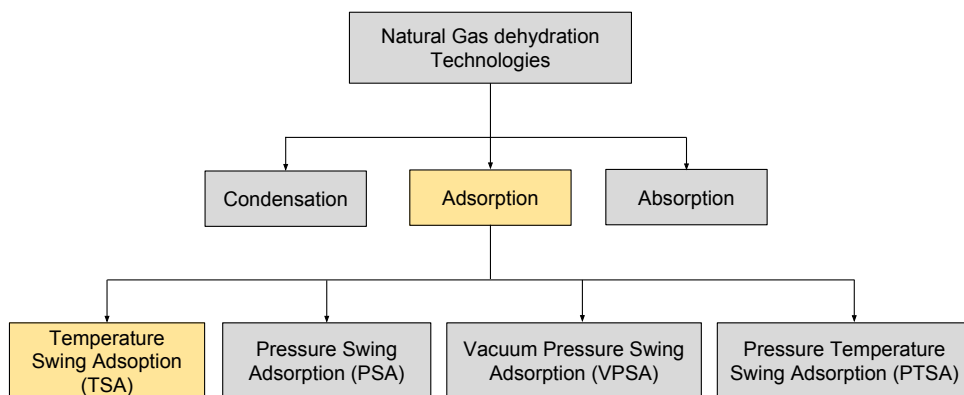 Natural Gas dehydration
Technologies
Condensation
Adsorption
Absorption
Temperature
Swing Adsoption
(TSA)
Pressure Swing
Adsorption (PSA)
Vacuum Pressure Swing
Adsorption (VPSA)
Pressure Temperature
Swing Adsorption (PTSA)